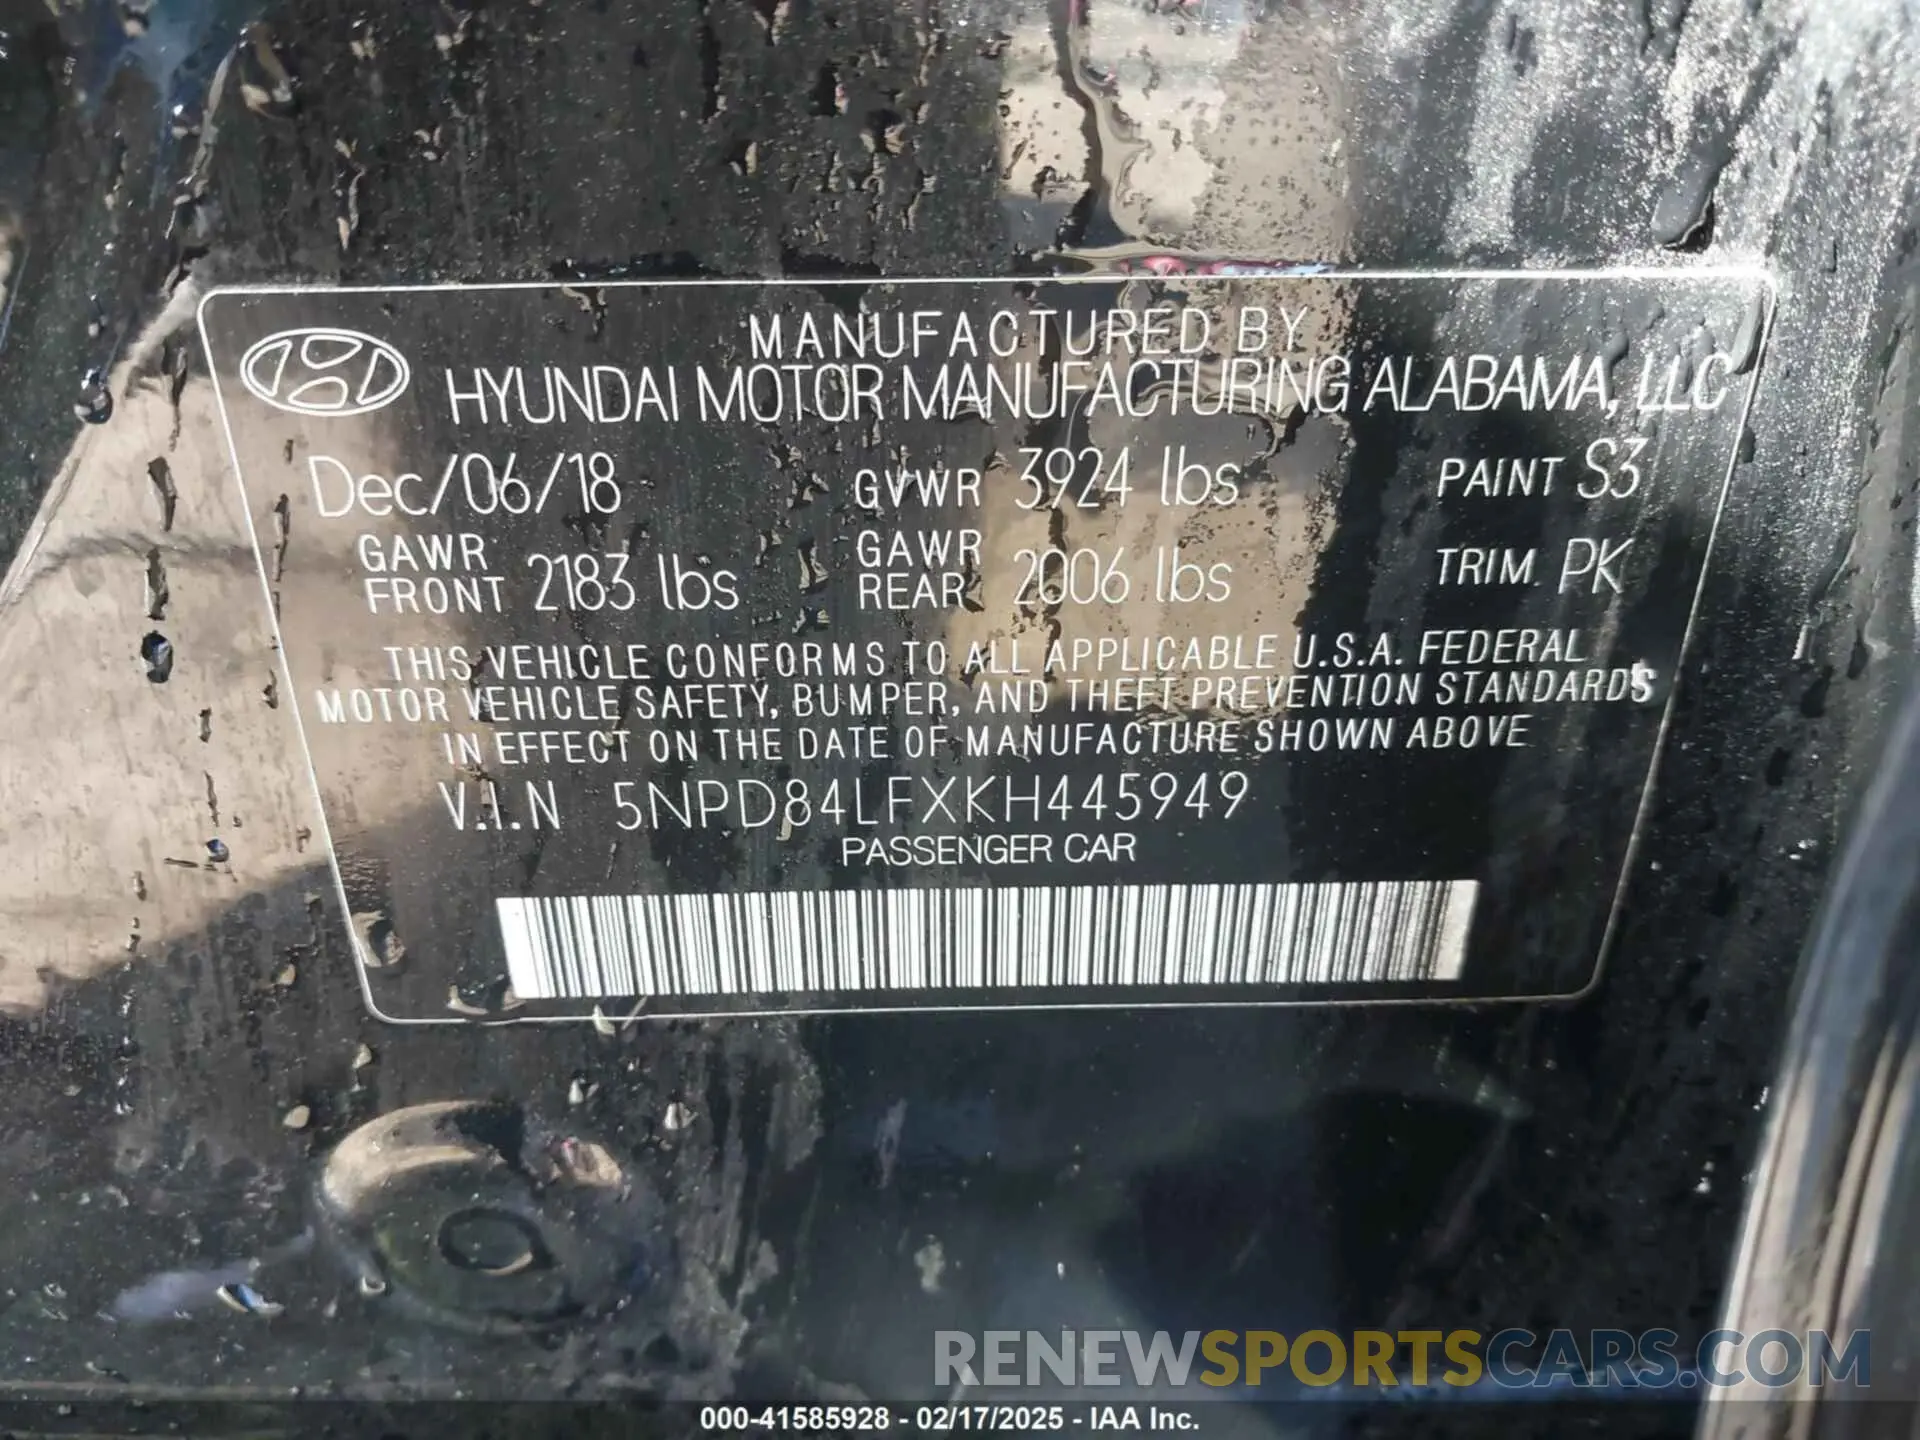 MANUFACTURED BY
HYUNDAI MOTOR MANUFACTURING ALABAMA, LLC
Dec/06/18 GVWR 3924 lbs PAINT S3
GAWR FRONT 2183 lbs GAWR REAR 2006 lbs TRIM PK
THIS VEHICLE CONFORMS TO ALL APPLICABLE U.S.A. FEDERAL
MOTOR VEHICLE SAFETY, BUMPER, AND THEFT PREVENTION STANDARDS
IN EFFECT ON THE DATE OF MANUFACTURE SHOWN ABOVE
V.I.N 5NPD84LFXKH445949
PASSENGER CAR
RENEWSPORTSCARS.COM
000-41585928 - 02/17/2025 - IAA Inc.